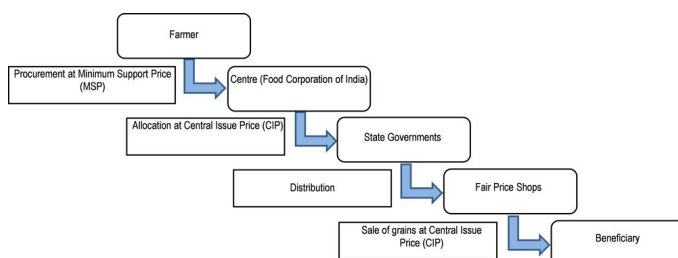 Farmer
Procurement at Minimum Support Price
(MSP)
Centre (Food Corporation of India)
Allocation at Central Issue Price (CIP)
State Governments
Distribution
Fair Price Shops
Sale of grains at Central Issue
Price (CIP)
Beneficiary